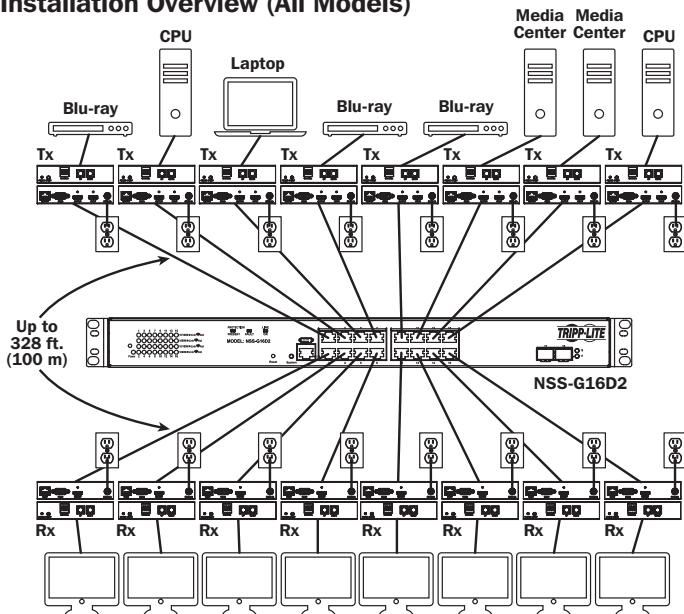 Installation Overview (All Models)
Media Center
Media Center
CPU
CPU
Laptop
Blu-ray
Blu-ray
Blu-ray
Tx
Tx
Tx
Tx
Tx
Tx
Tx
Tx
Up to
328 ft.
(100 m)
MODEL: NSS-G16D2
TRIPP·LITE
NSS-G16D2
Rx
Rx
Rx
Rx
Rx
Rx
Rx
Rx